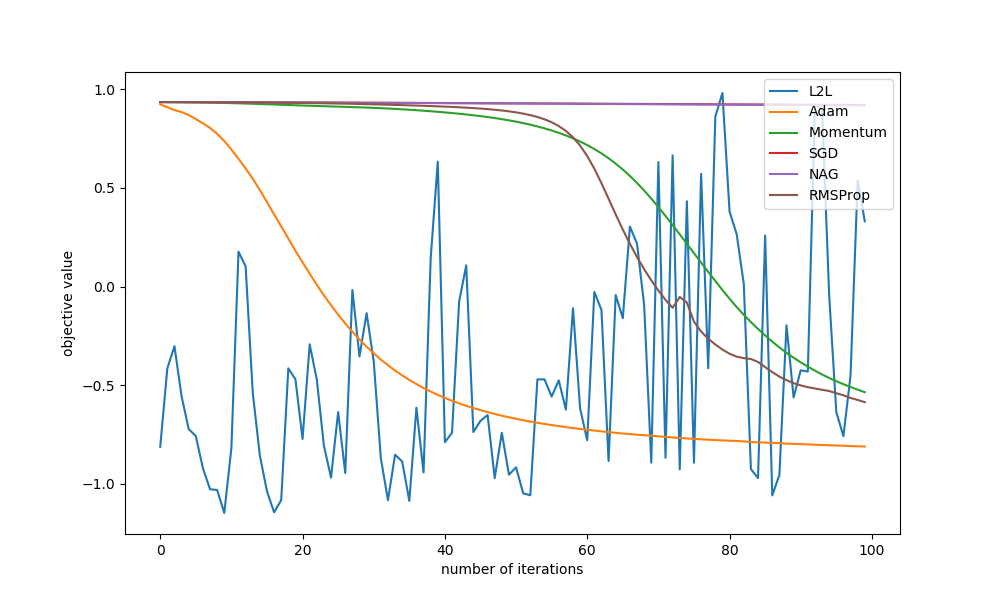 1.0
0.5
0.0
−0.5
−1.0
objective value
0
20
40
60
80
100
number of iterations
L2L
Adam
Momentum
SGD
NAG
RMSProp